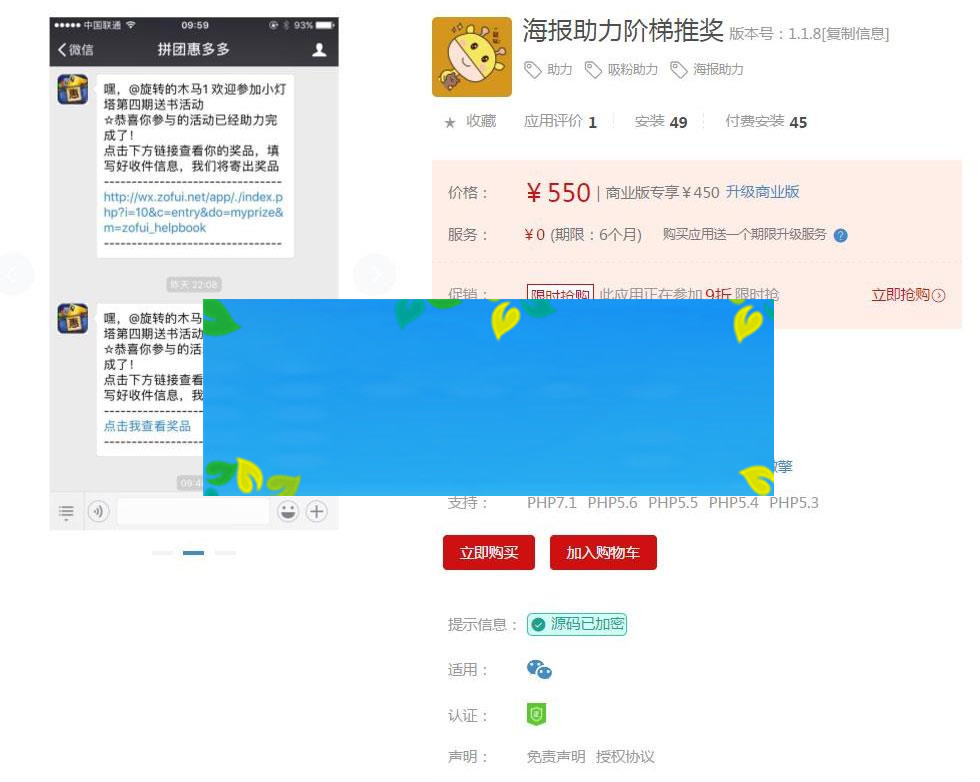 中国联通 09:59 93%
微信 拼团惠多多
嘿，@旋转的木马1 欢迎参加小灯
塔第四期送书活动
☆恭喜你参与的活动已经助力完
成了！
点击下方链接查看你的奖品，填
写好收件信息，我们将寄出奖品
--------------------------------
http://wx.zofui.net/app/./index.p
hp?i=10&c=entry&do=myprize&
m=zofui_helpbook
--------------------------------
昨天 22:08
嘿，@旋转的木马
塔第四期送书活动
☆恭喜你参与的活
成了！
点击下方链接查看
写好收件信息，我
点击我查看奖品
海报助力阶梯推奖 版本号：1.1.8[复制信息]
助力 吸粉助力 海报助力
★ 收藏 应用评价 1 安装 49 付费安装 45
价格： ¥ 550 | 商业版专享￥450 升级商业版
服务： ¥ 0 (期限：6个月) 购买应用送一个期限升级服务 ?
促销： 限时抢购 此应用正在参加 9折 限时抢 立即抢购
擎
支持： PHP7.1 PHP5.6 PHP5.5 PHP5.4 PHP5.3
立即购买 加入购物车
提示信息： 源码已加密
适用：
认证：
声明： 免责声明 授权协议